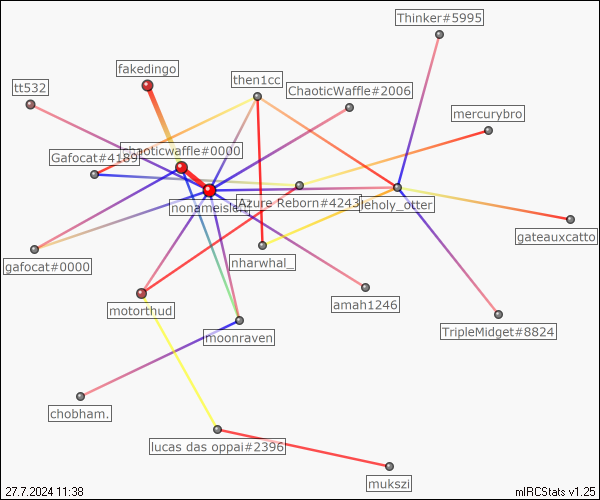 Thinker#5995
fakedingo
then1cc
tt532
ChaoticWaffle#2006
mercurybro
chaoticwaffle#0000
Gafocat#4189
Azure Reborn#4243
leholy_otter
gateauxcatto
nharwhal_
gafocat#0000
amah1246
motorthud
TripleMidget#8824
moonraven
chobham.
lucas das oppai#2396
mukszi
27.7.2024 11:38
mIRCStats v1.25